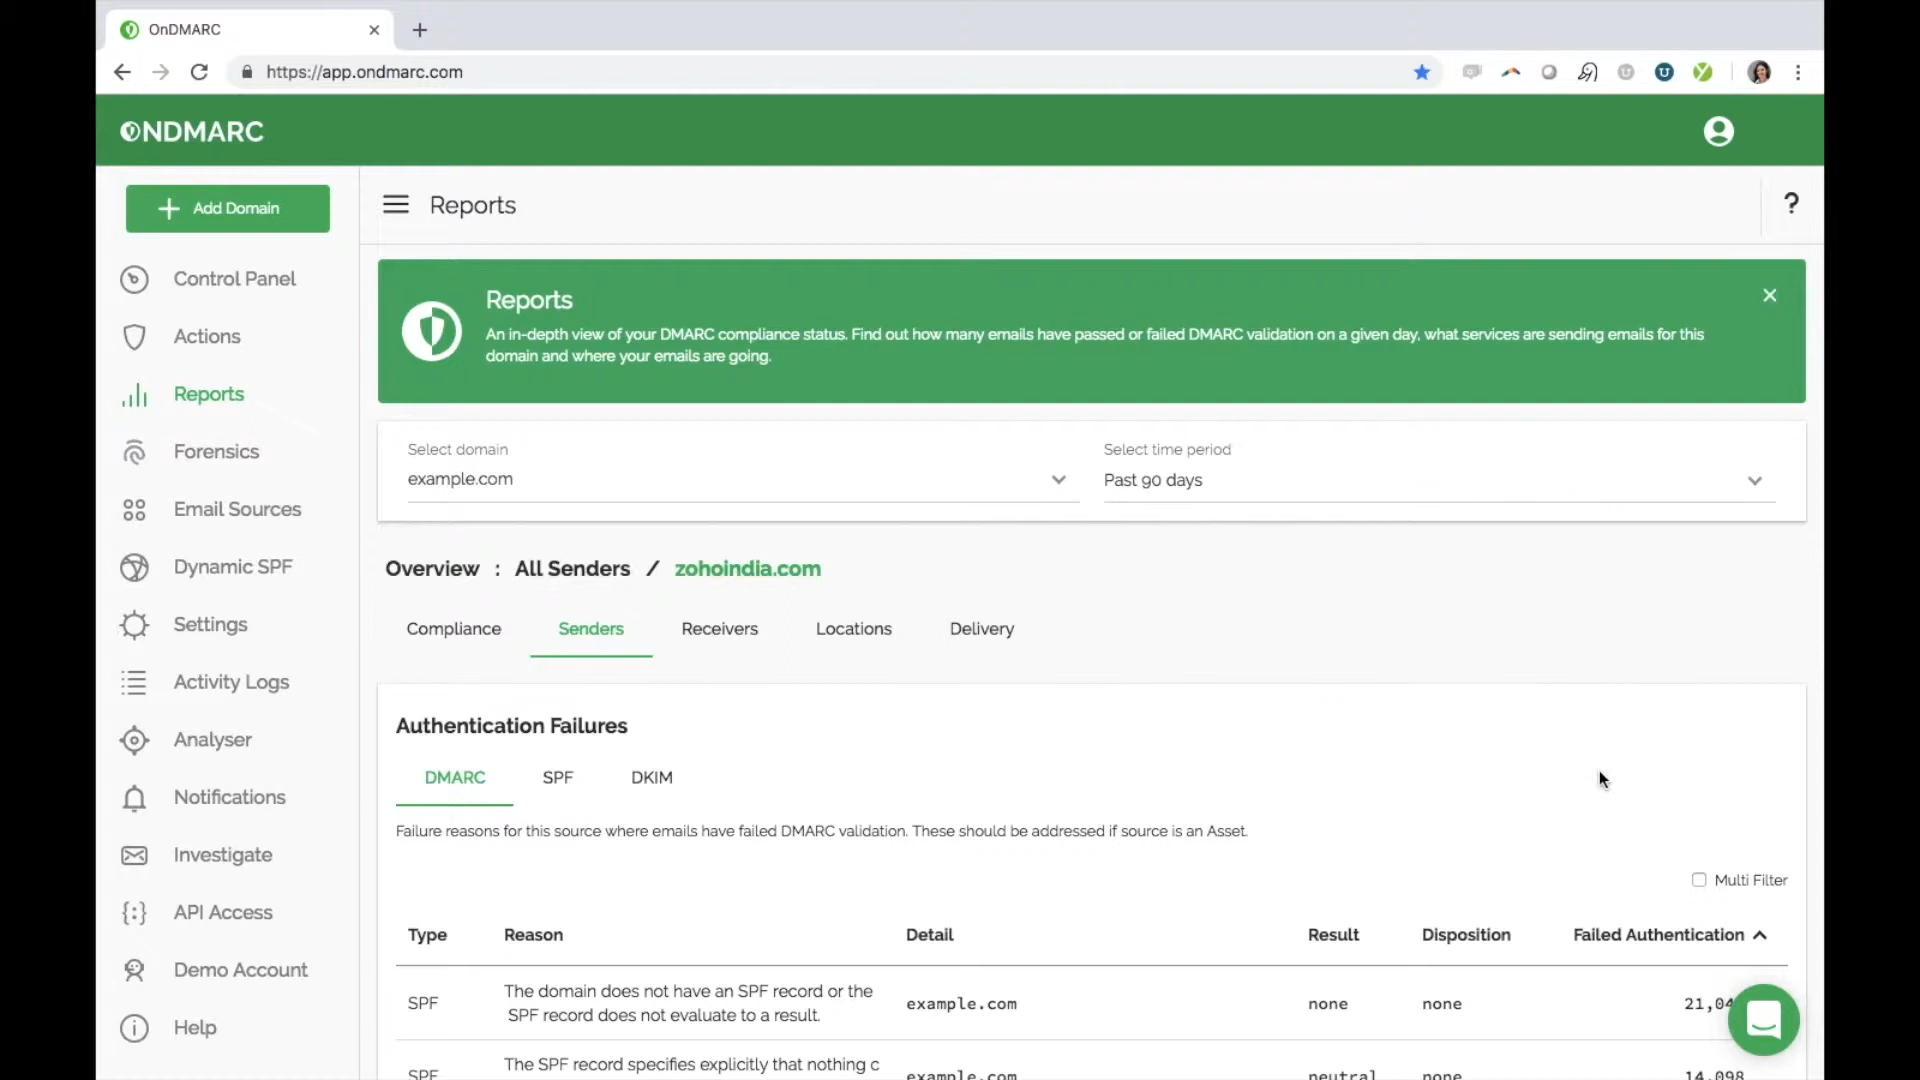 OnDMARC
https://app.ondmarc.com
ONDMARC
Add Domain
Reports
?
Control Panel
Actions
Reports
Forensics
Email Sources
Dynamic SPF
Settings
Activity Logs
Analyser
Notifications
Investigate
API Access
Demo Account
Help
Reports
An in-depth view of your DMARC compliance status. Find out how many emails have passed or failed DMARC validation on a given day, what services are sending emails for this
domain and where your emails are going.
Select domain
example.com
Select time period
Past 90 days
Overview : All Senders / zohoindia.com
Compliance Senders Receivers Locations Delivery
Authentication Failures
DMARC SPF DKIM
Failure reasons for this source where emails have failed DMARC validation. These should be addressed if source is an Asset.
Multi Filter
Type Reason Detail Result Disposition Failed Authentication
SPF The domain does not have an SPF record or the example.com none none
SPF record does not evaluate to a result.
SPF The SPF record specifies explicitly that nothing c example.com neutral none 14,098